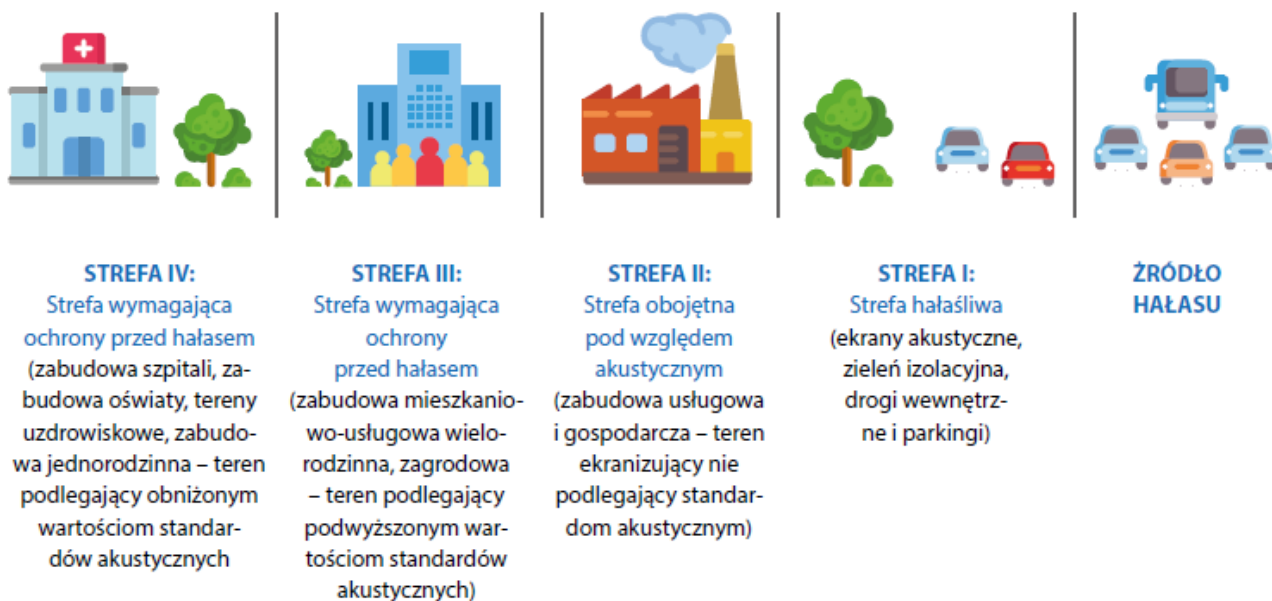 STREFA IV:
Strefa wymagająca
ochrony przed hałasem
(zabudowa szpitali, za-
budowa oświaty, tereny
uzdrowiskowe, zabudo-
wa jednorodzinna – teren
podlegający obniżonym
wartościom standar-
dów akustycznych
STREFA III:
Strefa wymagająca
ochrony
przed hałasem
(zabudowa mieszkanio-
wo-usługowa wielo-
rodzinna, zagrodowa
– teren podlegający
podwyższonym war-
tościom standardów
akustycznych)
STREFA II:
Strefa obojętna
pod względem
akustycznym
(zabudowa usługowa
i gospodarcza – teren
ekranizujący nie
podlegający standar-
dom akustycznym)
STREFA I:
Strefa hałaśliwa
(ekrany akustyczne,
zieleń izolacyjna,
drogi wewnętrz-
ne i parkingi)
ŹRÓDŁO
HAŁASU